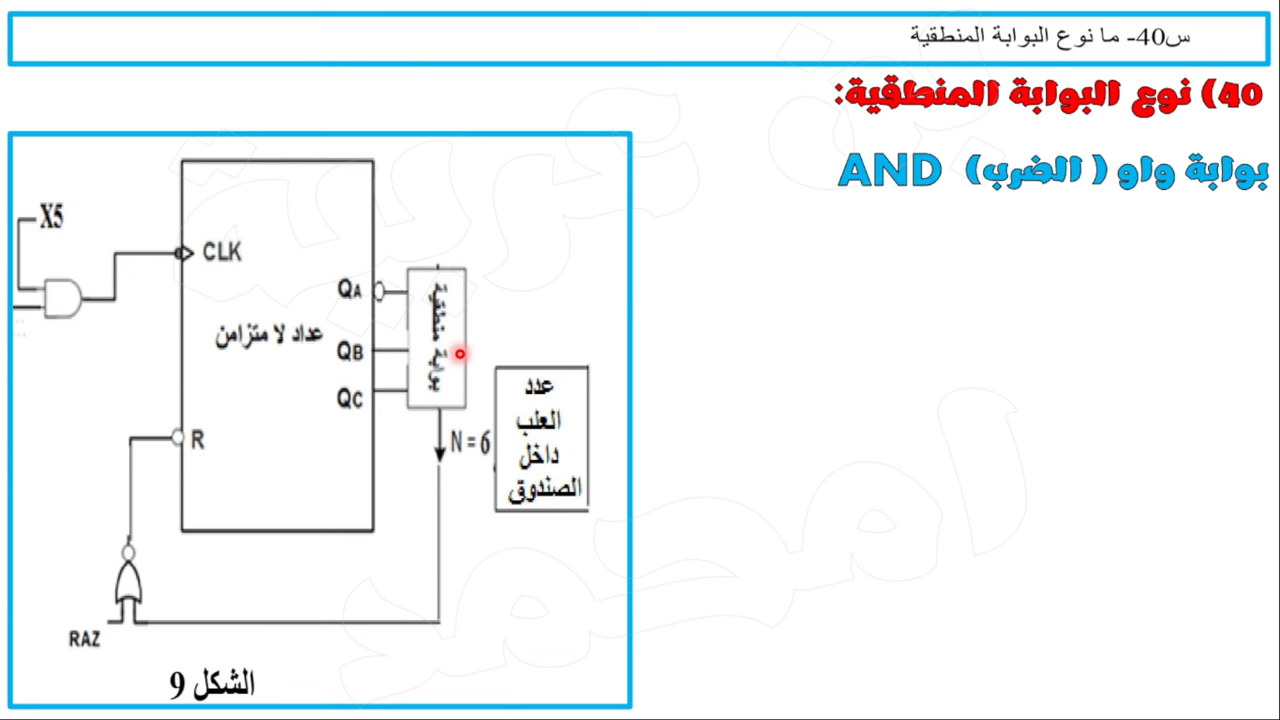 س40- ما نوع البوابة المنطقية
40) نوع البوابة المنطقية:
بوابة واو ( الضرب) AND
X5
CLK
QA
عداد لا متزامن
QB
QC
بوابة منطقية
R
N = 6
عدد
العلب
داخل
الصندوق
RAZ
الشكل 9